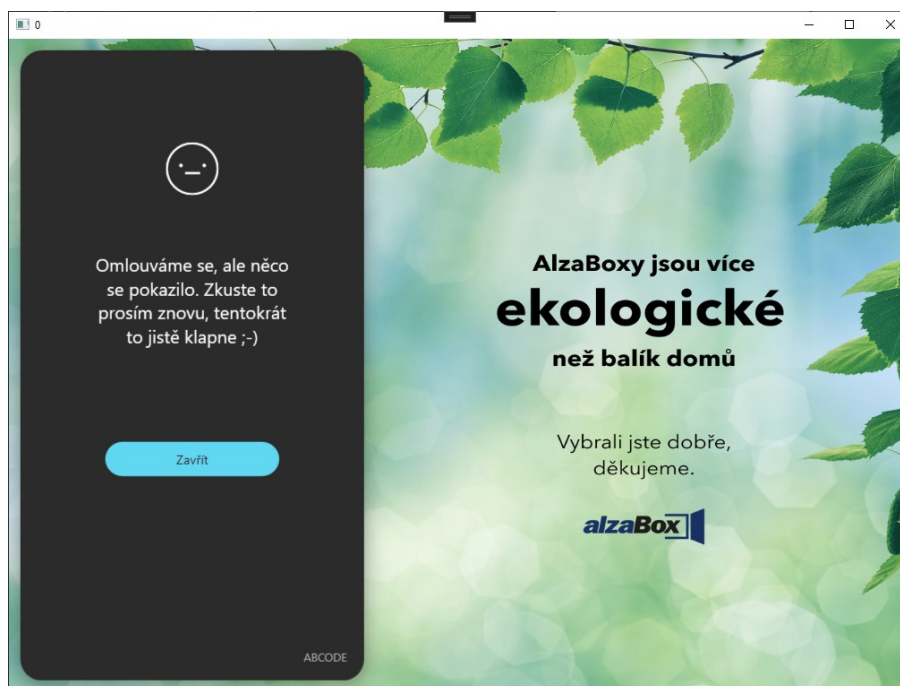 0
Omlouváme se, ale něco
se pokazilo. Zkuste to
prosím znovu, tentokrát
to jistě klapne ;-)
Zavřít
ABCODE
AlzaBoxy jsou více
ekologické
než balík domů
Vybrali jste dobře,
děkujeme.
alzaBox